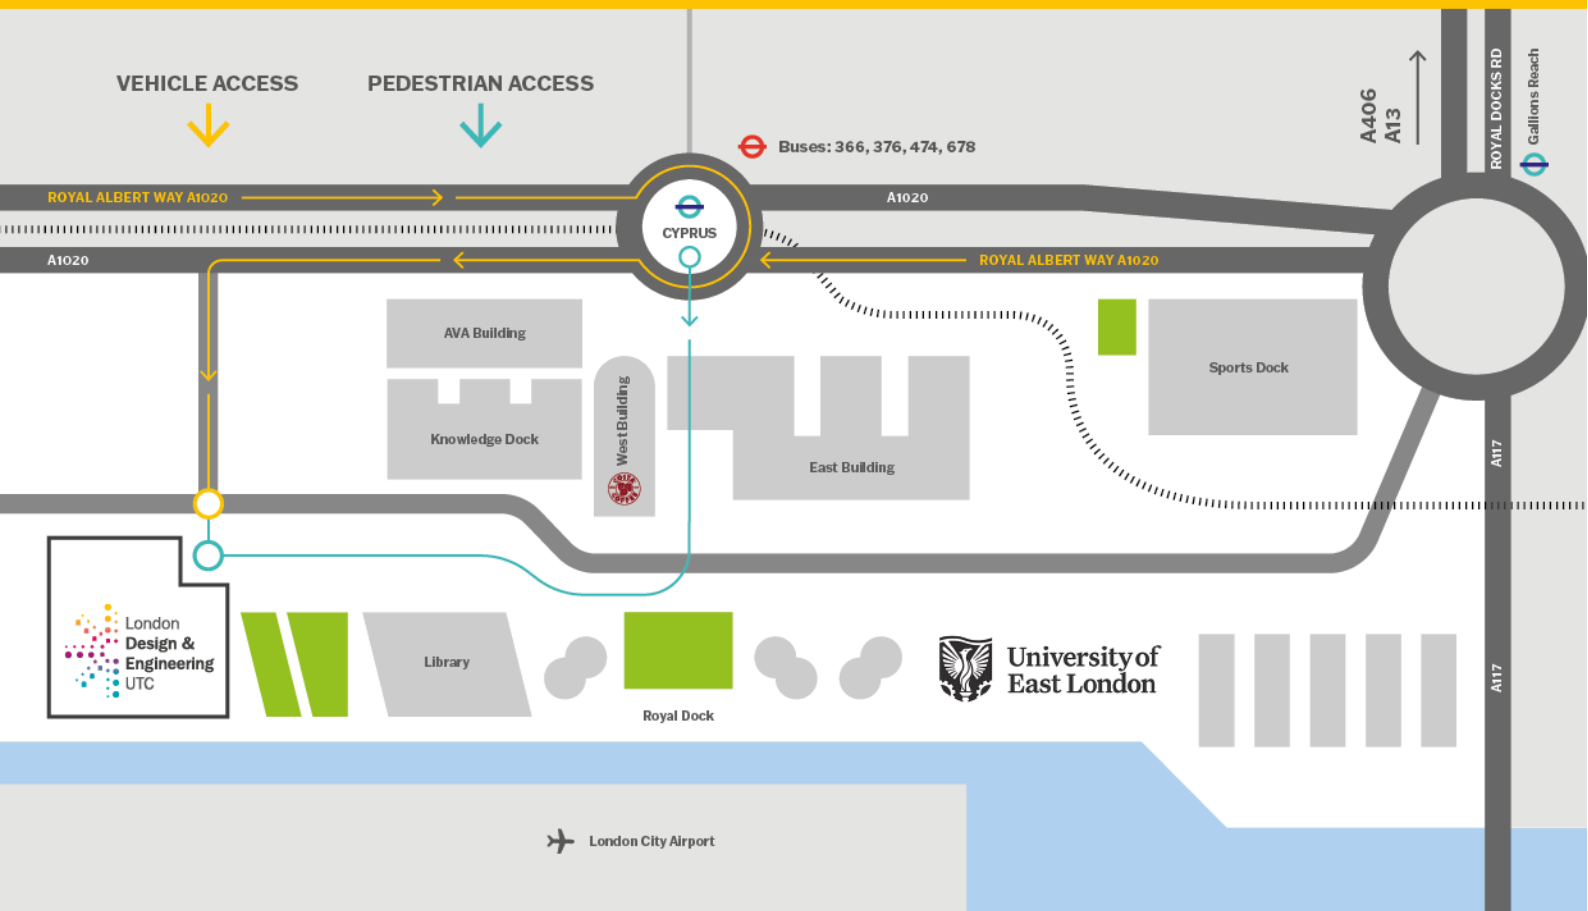 VEHICLE ACCESS
PEDESTRIAN ACCESS
Buses: 366, 376, 474, 678
A406
A13
ROYAL DOCKS RD
Gallions Reach
ROYAL ALBERT WAY A1020
A1020
CYPRUS
A1020
ROYAL ALBERT WAY A1020
AVA Building
Knowledge Dock
West Building
COSTA
COFFEE
East Building
Sports Dock
A117
London
Design &
Engineering
UTC
Library
Royal Dock
University of
East London
A117
London City Airport